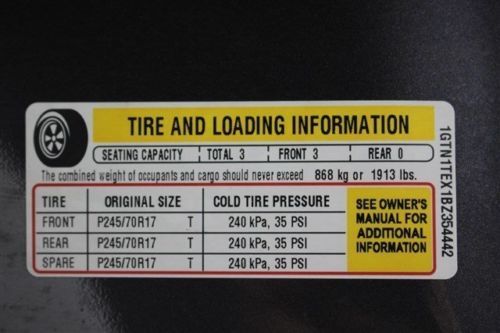 TIRE AND LOADING INFORMATION
SEATING CAPACITY TOTAL 3 FRONT 3 REAR 0
The combined weight of occupants and cargo should never exceed 868 kg or 1913 lbs.
TIRE ORIGINAL SIZE COLD TIRE PRESSURE
FRONT P245/70R17 T 240 kPa, 35 PSI
REAR P245/70R17 T 240 kPa, 35 PSI
SPARE P245/70R17 T 240 kPa, 35 PSI
SEE OWNER'S
MANUAL FOR
ADDITIONAL
INFORMATION
1GTN1TEX1BZ354442